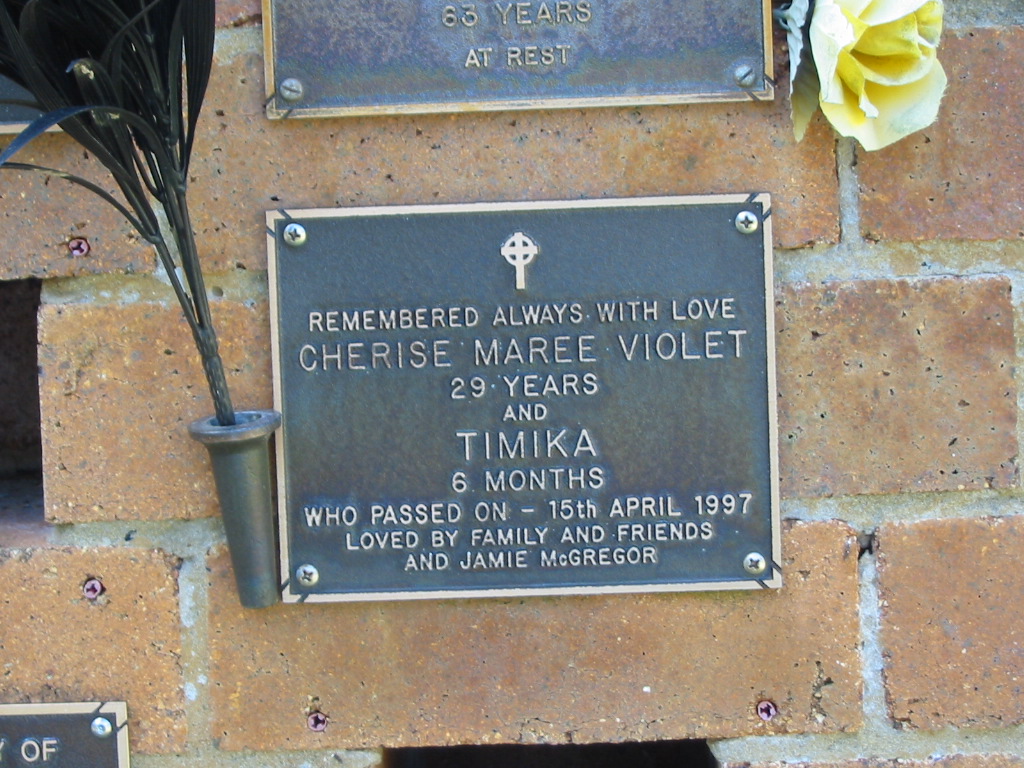 63 YEARS
AT REST
REMEMBERED ALWAYS WITH LOVE
CHERISE MAREE VIOLET
29 YEARS
AND
TIMIKA
6 MONTHS
WHO PASSED ON - 15th APRIL 1997
LOVED BY FAMILY AND FRIENDS
AND JAMIE McGREGOR
OF